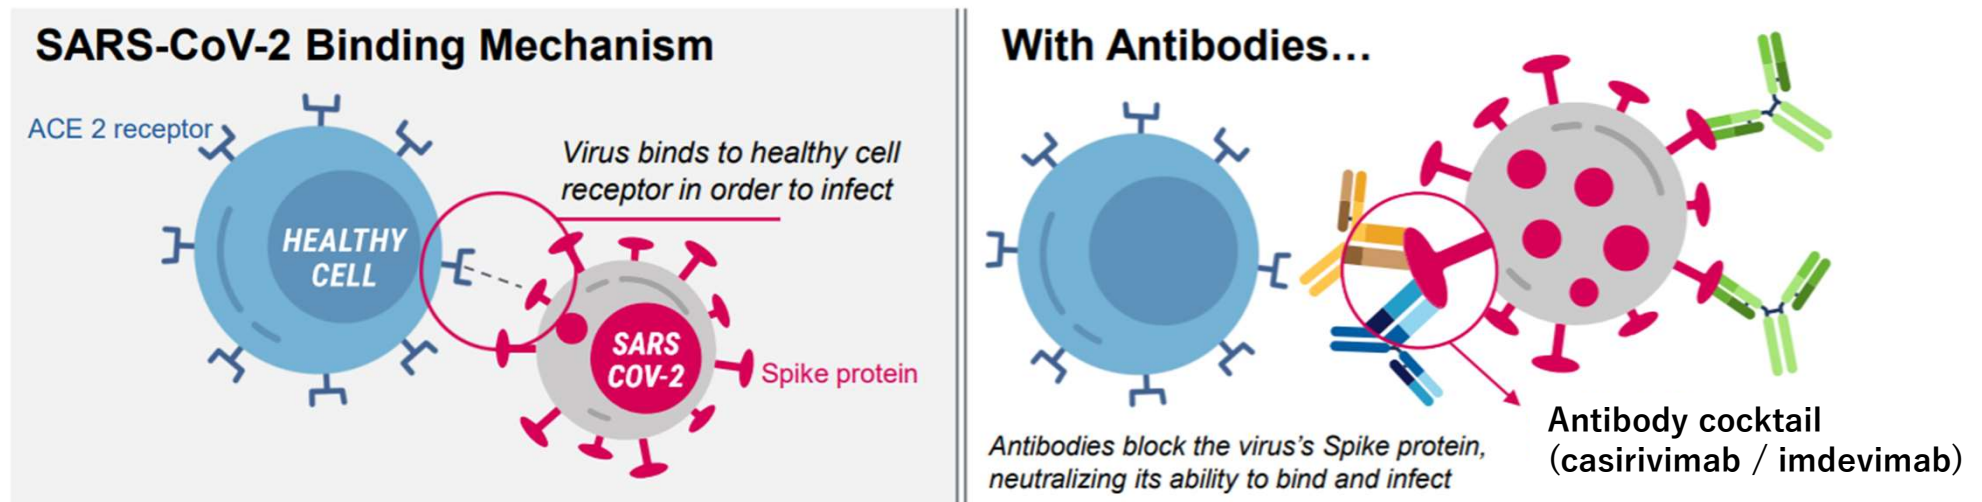 SARS-CoV-2 Binding Mechanism
ACE 2 receptor
Virus binds to healthy cell
receptor in order to infect
HEALTHY
CELL
SARS
COV-2
Spike protein
With Antibodies…
Antibodies block the virus's Spike protein,
neutralizing its ability to bind and infect
Antibody cocktail
(casirivimab / imdevimab)